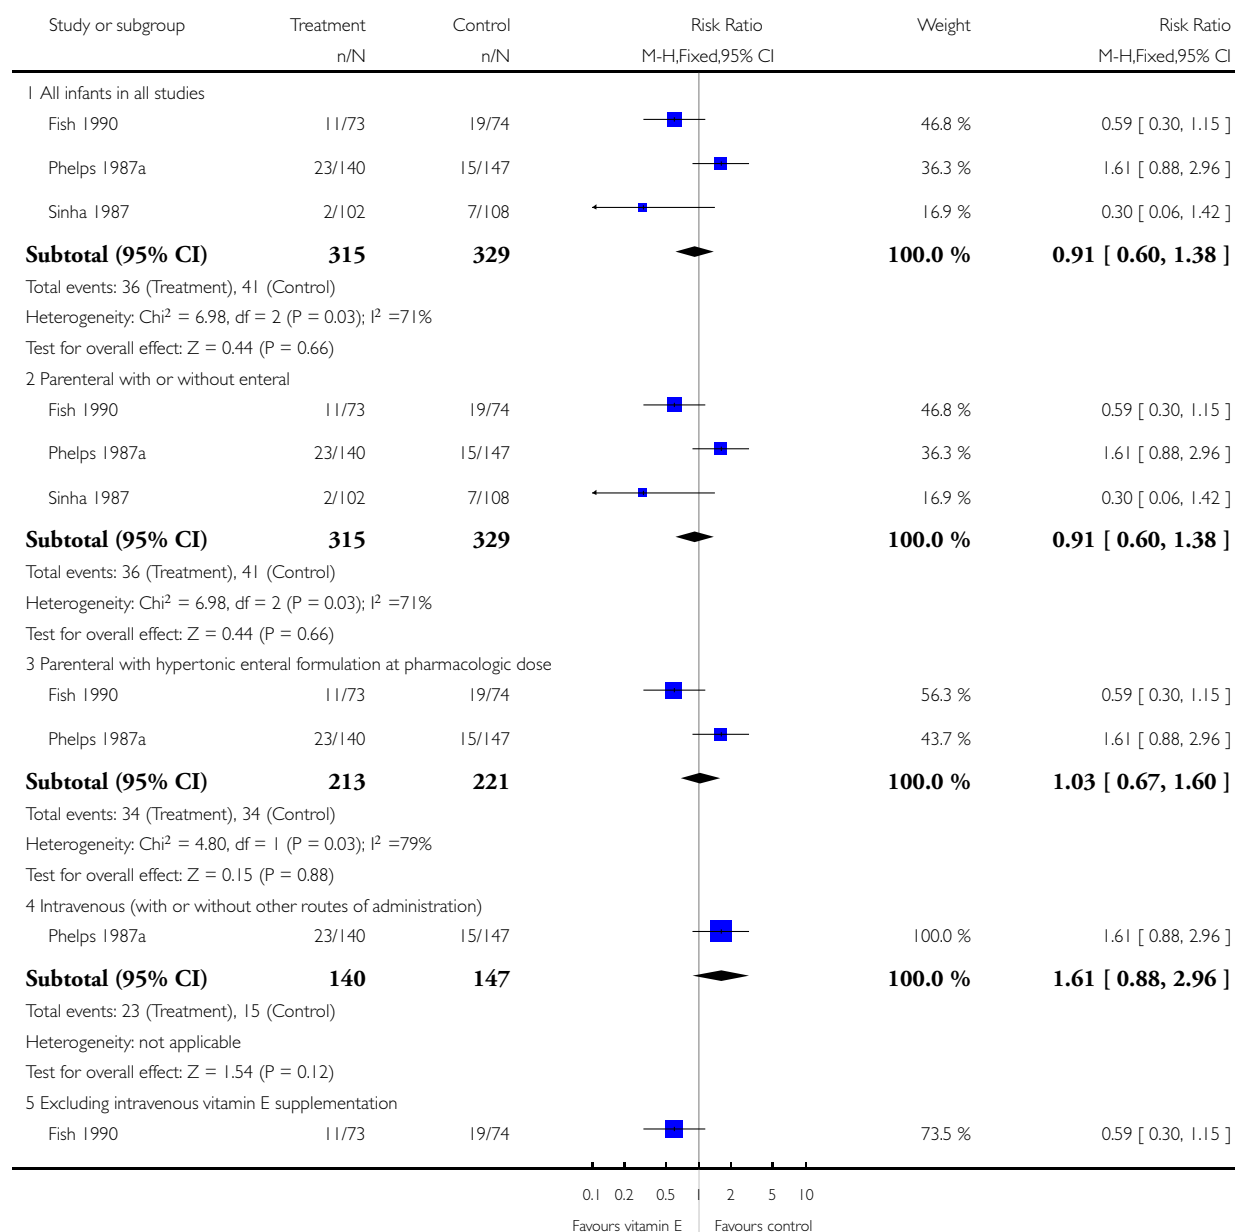 Study or subgroup Treatment Control Risk Ratio Weight Risk Ratio
n/N n/N M-H,Fixed,95% CI M-H,Fixed,95% CI
1 All infants in all studies
Fish 1990 11/73 19/74 46.8 % 0.59 [ 0.30, 1.15 ]
Phelps 1987a 23/140 15/147 36.3 % 1.61 [ 0.88, 2.96 ]
Sinha 1987 2/102 7/108 16.9 % 0.30 [ 0.06, 1.42 ]
Subtotal (95% CI) 315 329 100.0 % 0.91 [ 0.60, 1.38 ]
Total events: 36 (Treatment), 41 (Control)
Heterogeneity: Chi² = 6.98, df = 2 (P = 0.03); I² =71%
Test for overall effect: Z = 0.44 (P = 0.66)
2 Parenteral with or without enteral
Fish 1990 11/73 19/74 46.8 % 0.59 [ 0.30, 1.15 ]
Phelps 1987a 23/140 15/147 36.3 % 1.61 [ 0.88, 2.96 ]
Sinha 1987 2/102 7/108 16.9 % 0.30 [ 0.06, 1.42 ]
Subtotal (95% CI) 315 329 100.0 % 0.91 [ 0.60, 1.38 ]
Total events: 36 (Treatment), 41 (Control)
Heterogeneity: Chi² = 6.98, df = 2 (P = 0.03); I² =71%
Test for overall effect: Z = 0.44 (P = 0.66)
3 Parenteral with hypertonic enteral formulation at pharmacologic dose
Fish 1990 11/73 19/74 56.3 % 0.59 [ 0.30, 1.15 ]
Phelps 1987a 23/140 15/147 43.7 % 1.61 [ 0.88, 2.96 ]
Subtotal (95% CI) 213 221 100.0 % 1.03 [ 0.67, 1.60 ]
Total events: 34 (Treatment), 34 (Control)
Heterogeneity: Chi² = 4.80, df = 1 (P = 0.03); I² =79%
Test for overall effect: Z = 0.15 (P = 0.88)
4 Intravenous (with or without other routes of administration)
Phelps 1987a 23/140 15/147 100.0 % 1.61 [ 0.88, 2.96 ]
Subtotal (95% CI) 140 147 100.0 % 1.61 [ 0.88, 2.96 ]
Total events: 23 (Treatment), 15 (Control)
Heterogeneity: not applicable
Test for overall effect: Z = 1.54 (P = 0.12)
5 Excluding intravenous vitamin E supplementation
Fish 1990 11/73 19/74 73.5 % 0.59 [ 0.30, 1.15 ]
0.1 0.2 0.5 1 2 5 10
Favours vitamin E Favours control